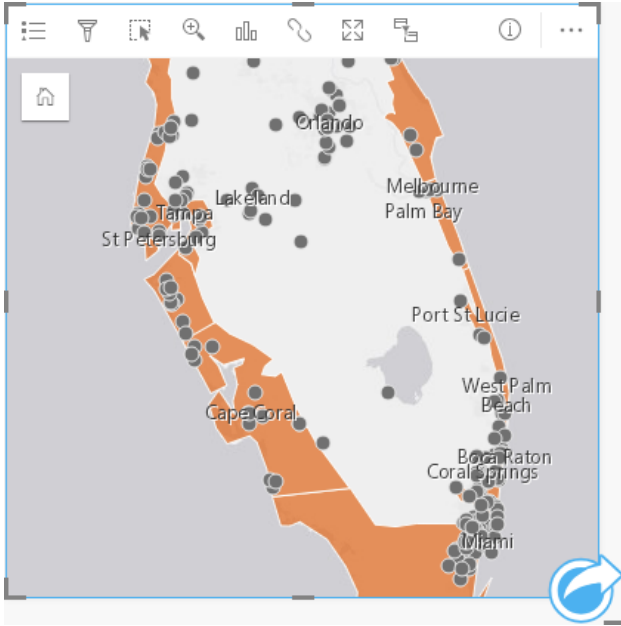 Orlando
Lakeland
Melbourne
Tampa
Palm Bay
St Petersburg
Port St Lucie
West Palm
Beach
Cape Coral
Boca Raton
Coral Springs
Miami